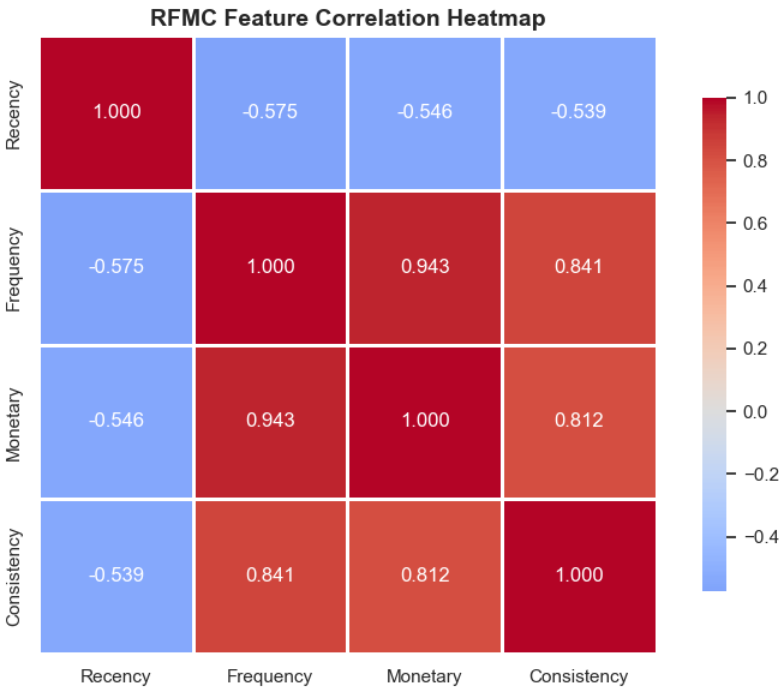 RFMC Feature Correlation Heatmap
Recency 1.000 -0.575 -0.546 -0.539
Frequency -0.575 1.000 0.943 0.841
Monetary -0.546 0.943 1.000 0.812
Consistency -0.539 0.841 0.812 1.000
Recency Frequency Monetary Consistency
1.0
0.8
0.6
0.4
0.2
0.0
−0.2
−0.4